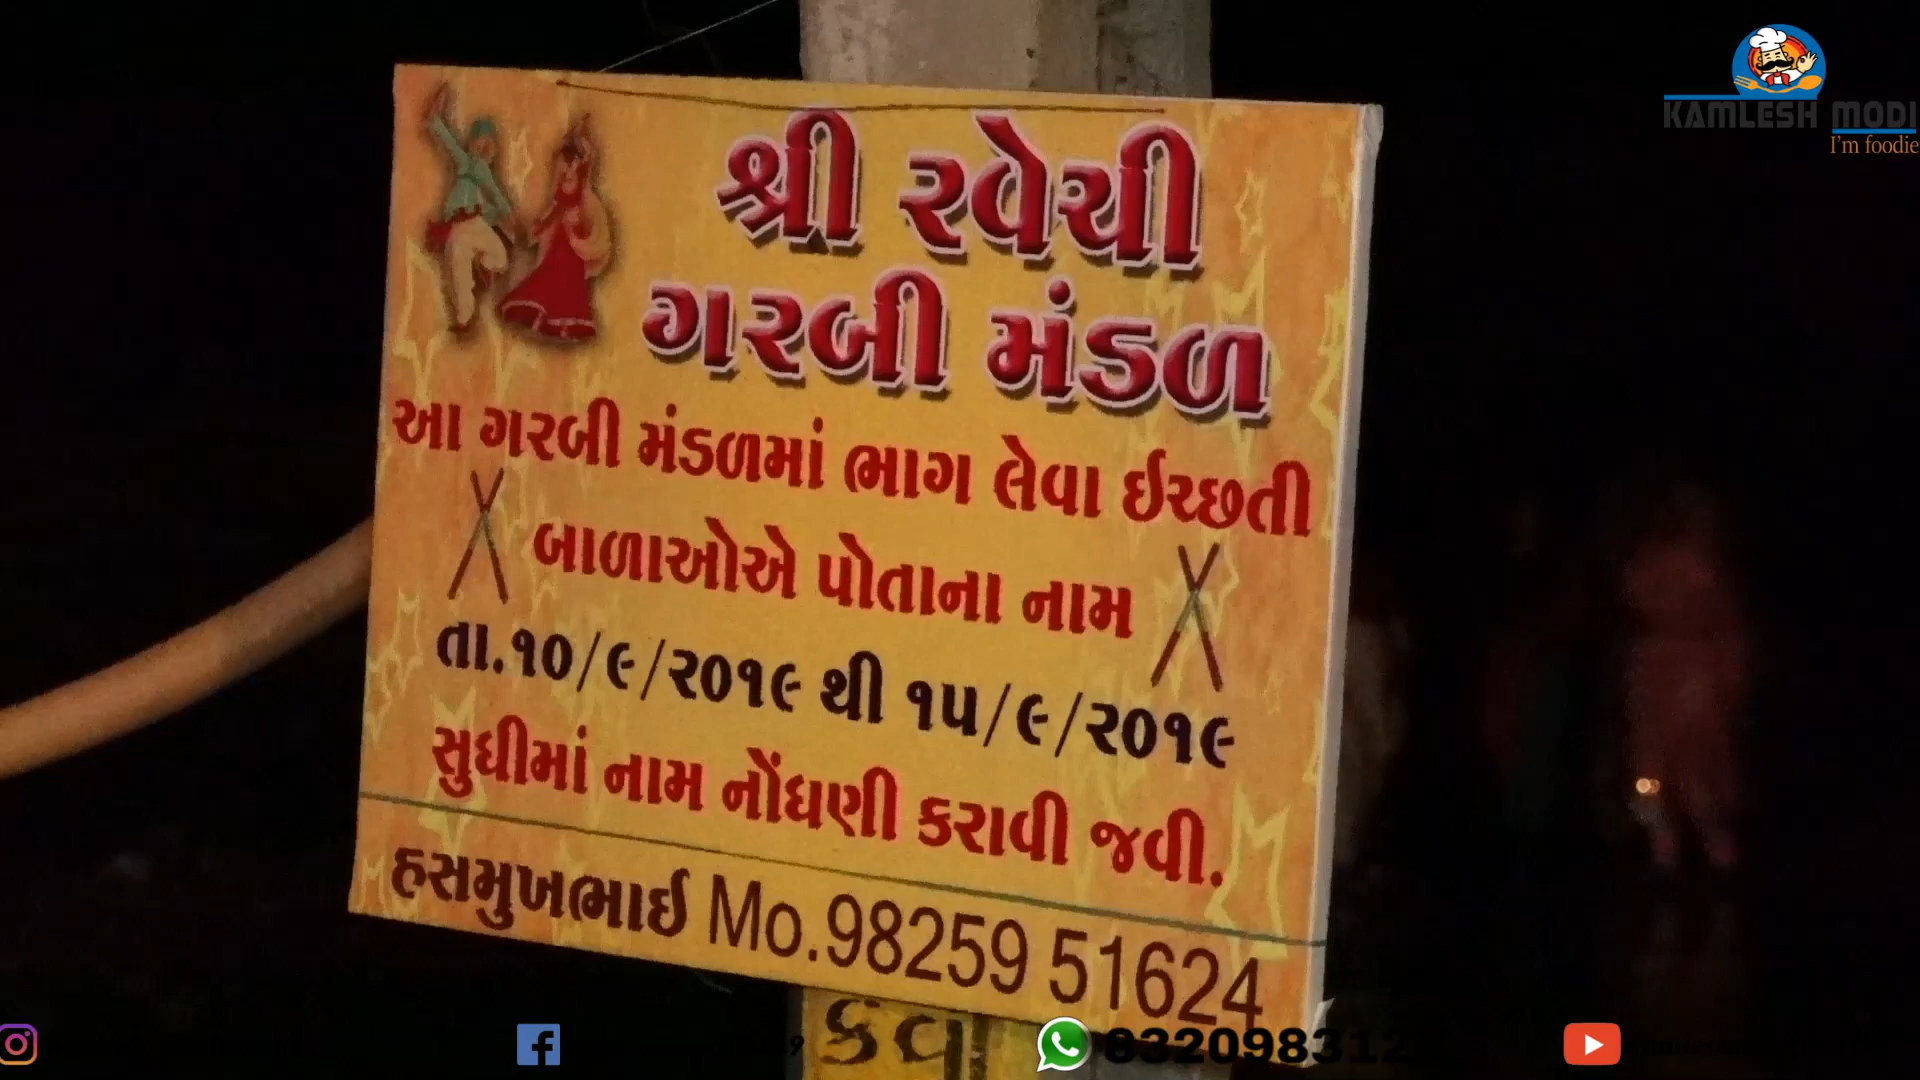 KAMLESH MODI
I'm foodie
શ્રી રવેચી
ગરબી મંડળ
આ ગરબી મંડળમાં ભાગ લેવા ઈચ્છતી
બાળાઓએ પોતાના નામ
તા.૧૦/૯/૨૦૧૯ થી ૧૫/૯/૨૦૧૯
સુધીમાં નામ નોંધણી કરાવી જવી.
હસમુખભાઈ Mo.98259 51624